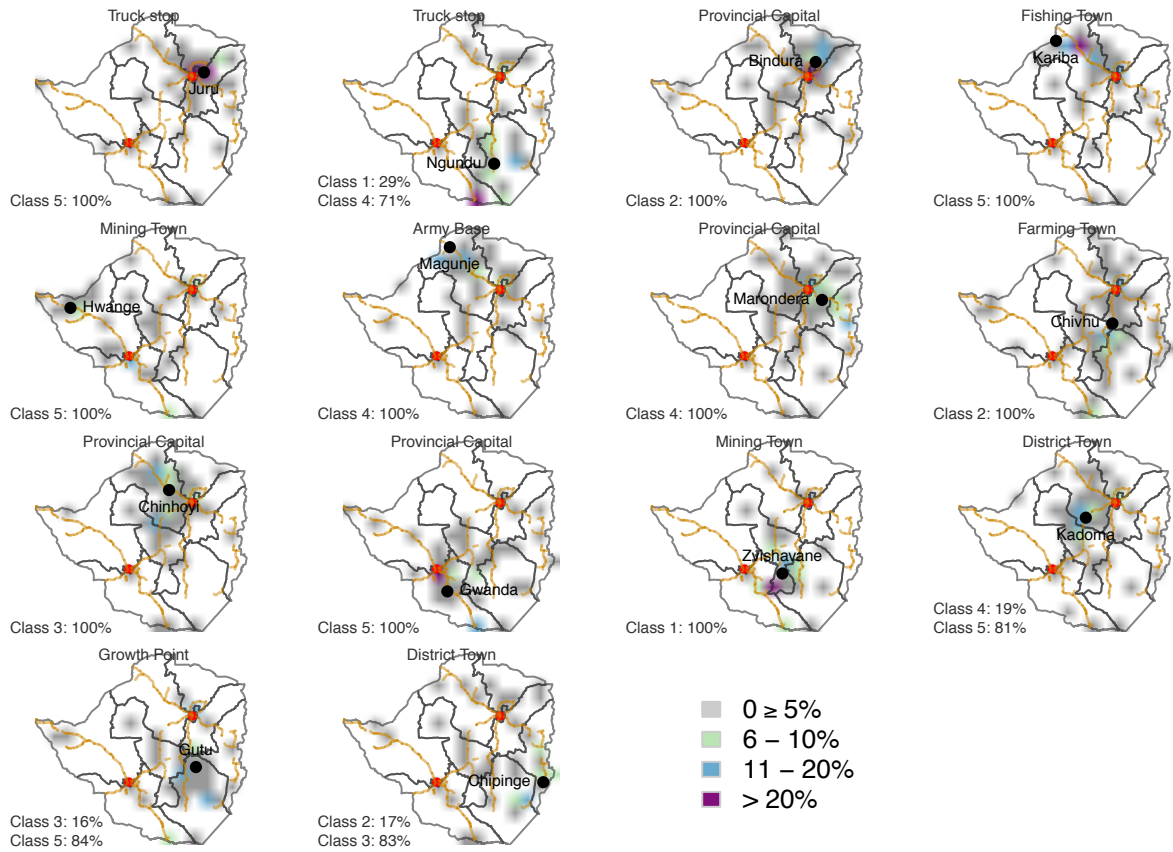 Truck stop
Juru
Class 5: 100%
Truck stop
Ngundu
Class 1: 29%
Class 4: 71%
Provincial Capital
Bindura
Class 2: 100%
Fishing Town
Kariba
Class 5: 100%
Mining Town
Hwange
Class 5: 100%
Army Base
Magunje
Class 4: 100%
Provincial Capital
Marondera
Class 4: 100%
Farming Town
Chivhu
Class 2: 100%
Provincial Capital
Chinhoyi
Class 3: 100%
Provincial Capital
Gwanda
Class 5: 100%
Mining Town
Zvishavane
Class 1: 100%
District Town
Kadoma
Class 4: 19%
Class 5: 81%
Growth Point
Gutu
Class 3: 16%
Class 5: 84%
District Town
Chipinge
Class 2: 17%
Class 3: 83%
0 ≥ 5%
6 − 10%
11 − 20%
> 20%